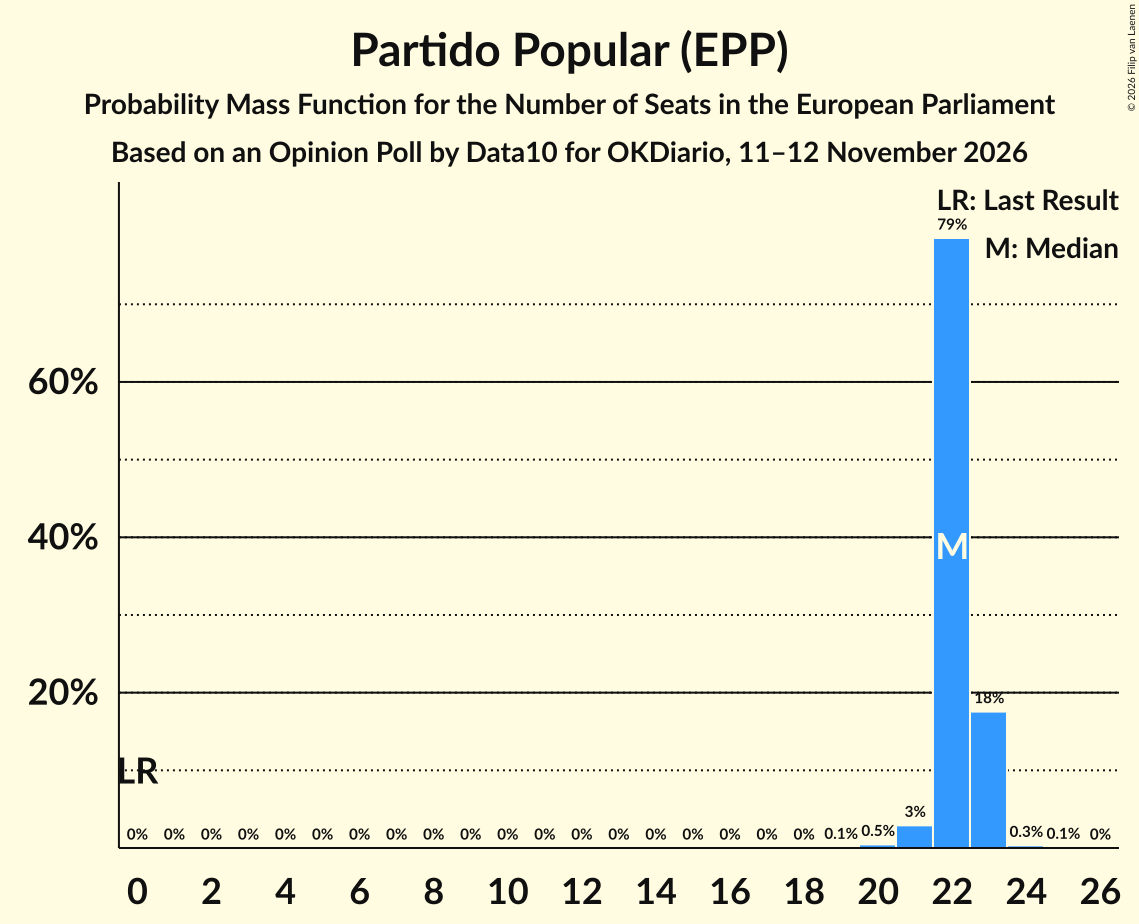 Partido Popular (EPP)
Probability Mass Function for the Number of Seats in the European Parliament
Based on an Opinion Poll by Data10 for OKDiario, 11–12 November 2026
© 2026 Filip van Laenen
LR: Last Result
M: Median
79%
60%
40%
M
20%
18%
LR
3%
0% 0% 0% 0% 0% 0% 0% 0% 0% 0% 0% 0% 0% 0% 0% 0% 0% 0% 0% 0.1% 0.5% 0.3% 0.1% 0%
0 2 4 6 8 10 12 14 16 18 20 22 24 26